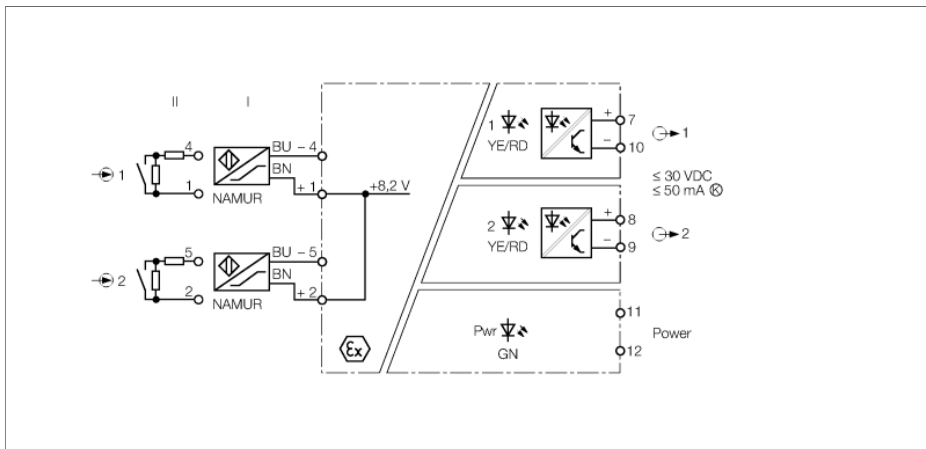 II I
1 YE/RD + 7
− 10
1
4
BU − 4
BN
1
+ 1
1
NAMUR
+8,2 V
≤ 30 VDC
≤ 50 mA Ⓚ
2 YE/RD + 8
− 9
2
5
BU − 5
BN
2
+ 2
2
NAMUR
Ex
Pwr
GN
11
12
Power